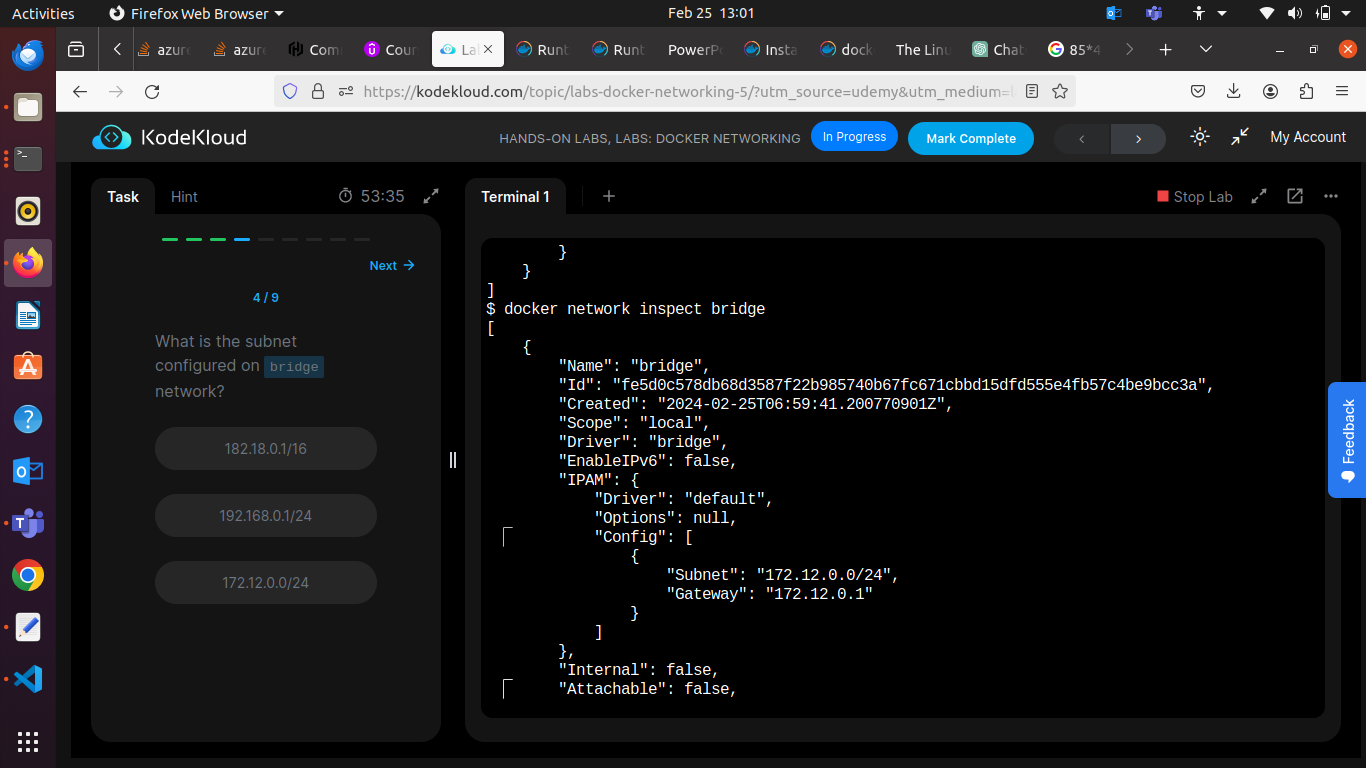 Activities
Firefox Web Browser
Feb 25 13:01
azure
azure
Com
Cour
La
Runt
Runt
PowerPo
Insta
dock
The Linu
Chat
85*4
https://kodekloud.com/topic/labs-docker-networking-5/?utm_source=udemy&utm_medium=l
KodeKloud
HANDS-ON LABS, LABS: DOCKER NETWORKING
In Progress
Mark Complete
My Account
Task
Hint
53:35
Next →
4 / 9
What is the subnet
configured on bridge
network?
182.18.0.1/16
192.168.0.1/24
172.12.0.0/24
Terminal 1
+
Stop Lab
}
}
]
$ docker network inspect bridge
[
{
"Name": "bridge",
"Id": "fe5d0c578db68d3587f22b985740b67fc671cbbd15dfd555e4fb57c4be9bcc3a",
"Created": "2024-02-25T06:59:41.200770901Z",
"Scope": "local",
"Driver": "bridge",
"EnableIPv6": false,
"IPAM": {
"Driver": "default",
"Options": null,
"Config": [
{
"Subnet": "172.12.0.0/24",
"Gateway": "172.12.0.1"
}
]
},
"Internal": false,
"Attachable": false,
Feedback